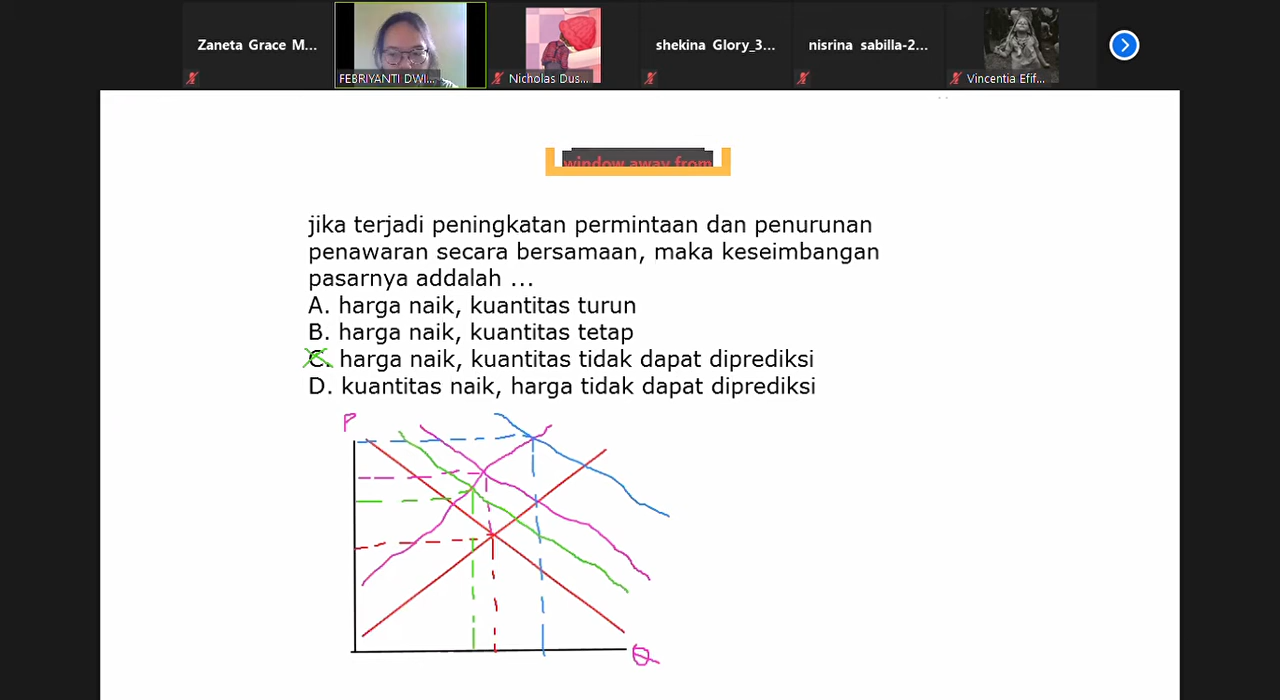 Zaneta Grace M...
FEBRIYANTI DWI...
Nicholas Dus...
shekina Glory_3...
nisrina sabilla-2...
Vincentia Efif...
window away from
jika terjadi peningkatan permintaan dan penurunan
penawaran secara bersamaan, maka keseimbangan
pasarnya addalah ...
A. harga naik, kuantitas turun
B. harga naik, kuantitas tetap
C. harga naik, kuantitas tidak dapat diprediksi
D. kuantitas naik, harga tidak dapat diprediksi
P
Q